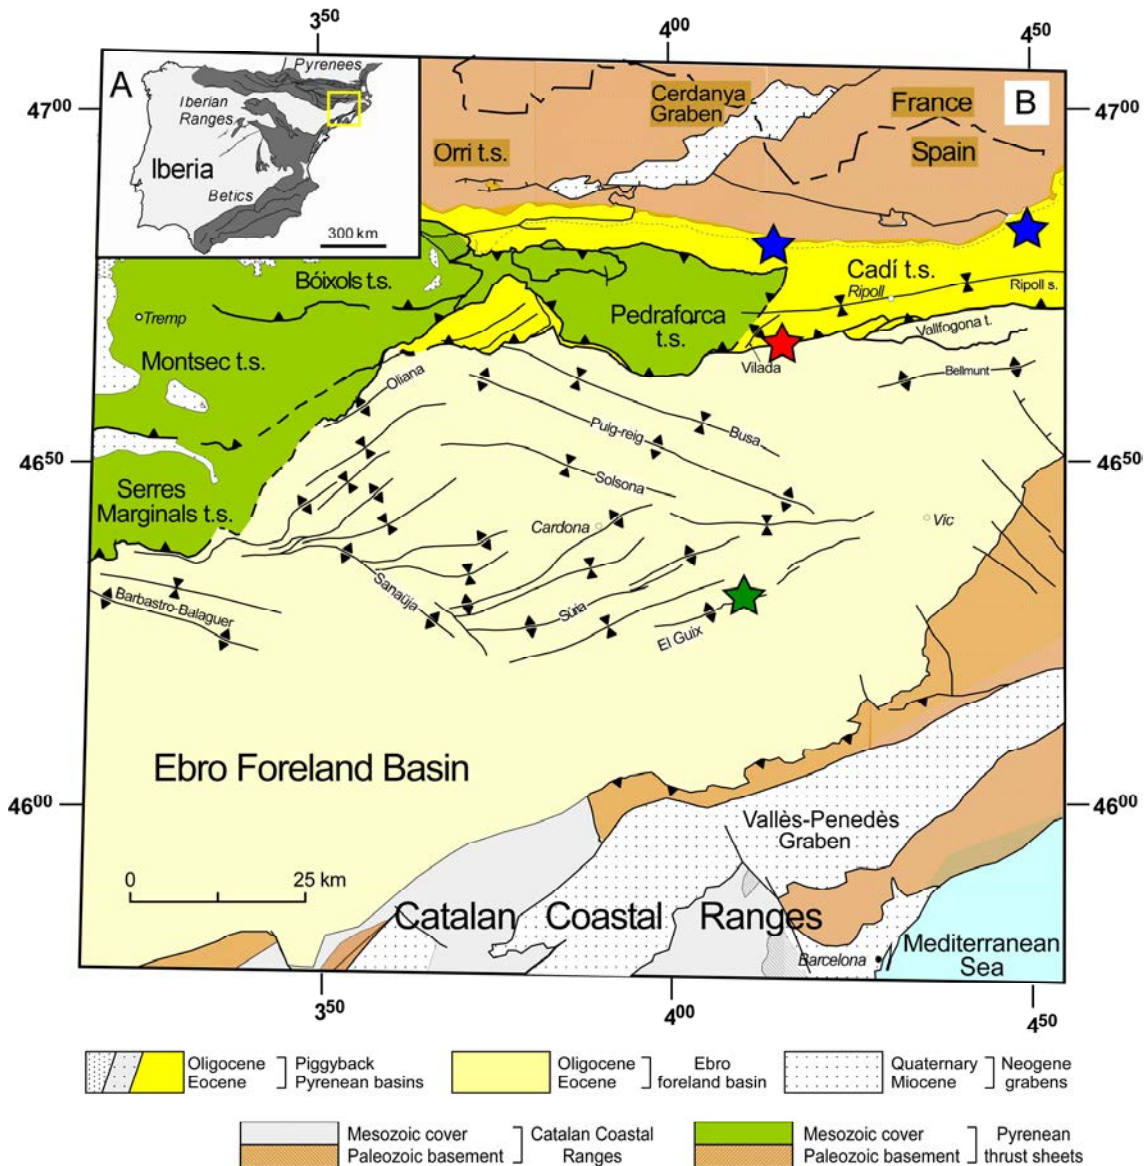 350
400
450
A
Pyrenees
Iberian
Ranges
Iberia
Betics
300 km
B
4700
4700
Cerdanya
Graben
France
Spain
Orri t.s.
Bóixols t.s.
Cadí t.s.
Ripoll
Ripoll s.
Tremp
Pedraforca
t.s.
Vallfogona t.
Montsec t.s.
Vilada
Oliana
Bellmunt
Puig-reig
Busa
4650
4650
Solsona
Serres
Marginals t.s.
Cardona
Vic
Sanaüja
Barbastro-Balaguer
Súria
El Guix
Ebro Foreland Basin
4600
4600
Vallès-Penedès
Graben
0
25 km
Catalan Coastal Ranges
Barcelona
Mediterranean
Sea
350
400
450
Oligocene
Eocene
Piggyback
Pyrenean basins
Oligocene
Eocene
Ebro
foreland basin
Quaternary
Miocene
Neogene
grabens
Mesozoic cover
Paleozoic basement
Catalan Coastal
Ranges
Mesozoic cover
Paleozoic basement
Pyrenean
thrust sheets